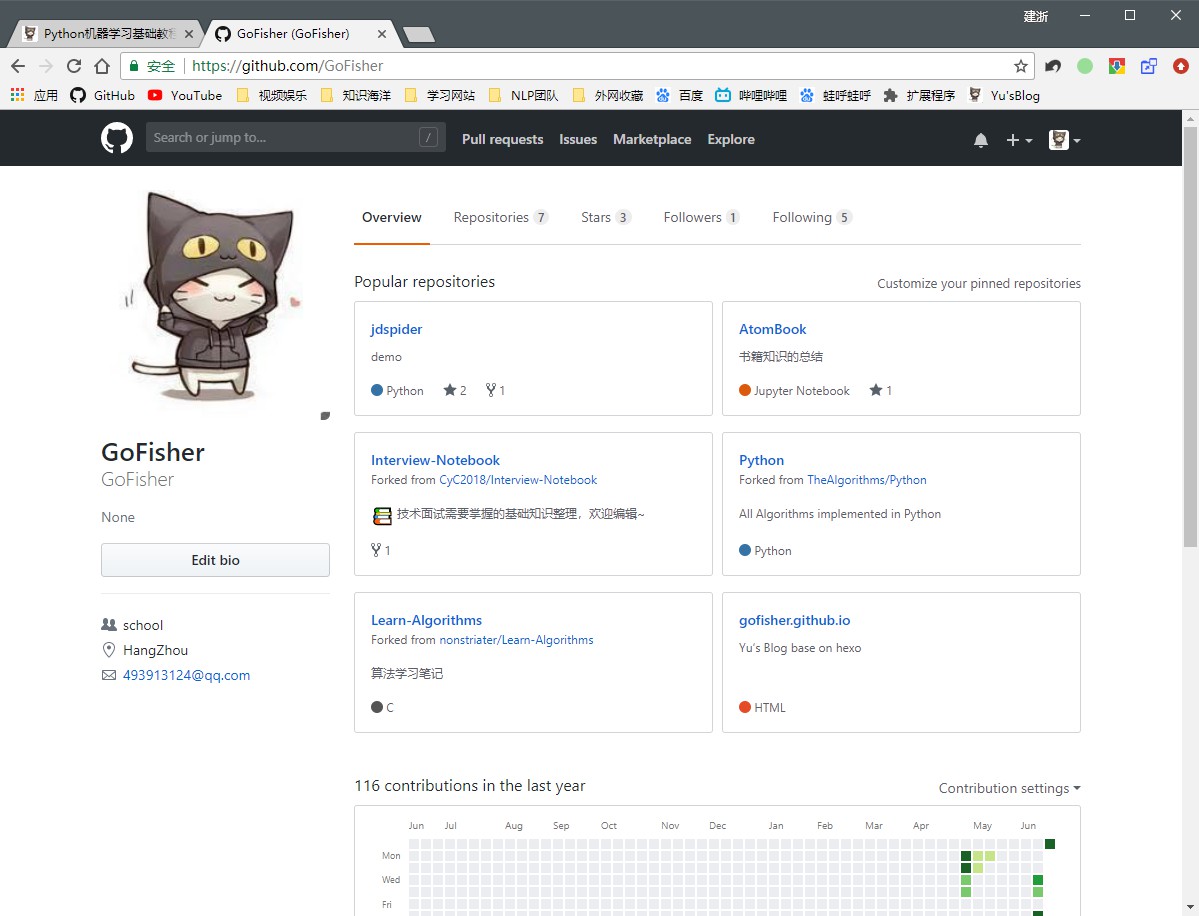 建浙
Python机器学习基础教程
GoFisher (GoFisher)
安全
https://github.com/GoFisher
应用
GitHub
YouTube
视频娱乐
知识海洋
学习网站
NLP团队
外网收藏
百度
哔哩哔哩
蛙呼蛙呼
扩展程序
Yu'sBlog
Search or jump to...
/
Pull requests
Issues
Marketplace
Explore
Overview
Repositories 7
Stars 3
Followers 1
Following 5
Popular repositories
Customize your pinned repositories
jdspider
demo
Python
2
1
AtomBook
书籍知识的总结
Jupyter Notebook
1
Interview-Notebook
Forked from CyC2018/Interview-Notebook
技术面试需要掌握的基础知识整理，欢迎编辑~
1
Python
Forked from TheAlgorithms/Python
All Algorithms implemented in Python
Python
Learn-Algorithms
Forked from nonstriater/Learn-Algorithms
算法学习笔记
C
gofisher.github.io
Yu's Blog base on hexo
HTML
GoFisher
GoFisher
None
Edit bio
school
HangZhou
493913124@qq.com
116 contributions in the last year
Contribution settings
Jun Jul Aug Sep Oct Nov Dec Jan Feb Mar Apr May Jun
Mon
Wed
Fri